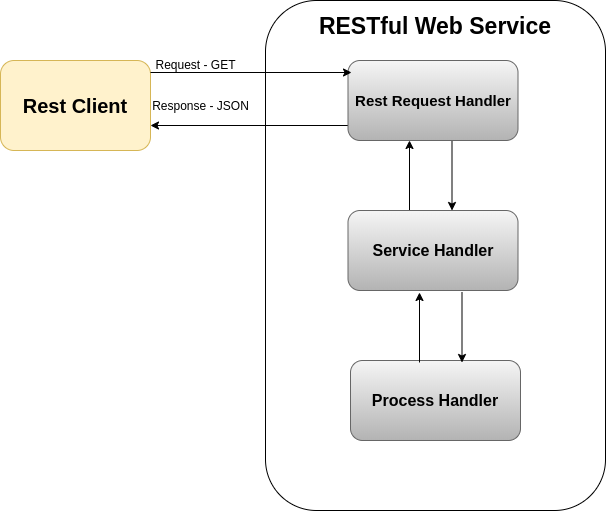 RESTful Web Service
Request - GET
Rest Client
Response - JSON
Rest Request Handler
Service Handler
Process Handler